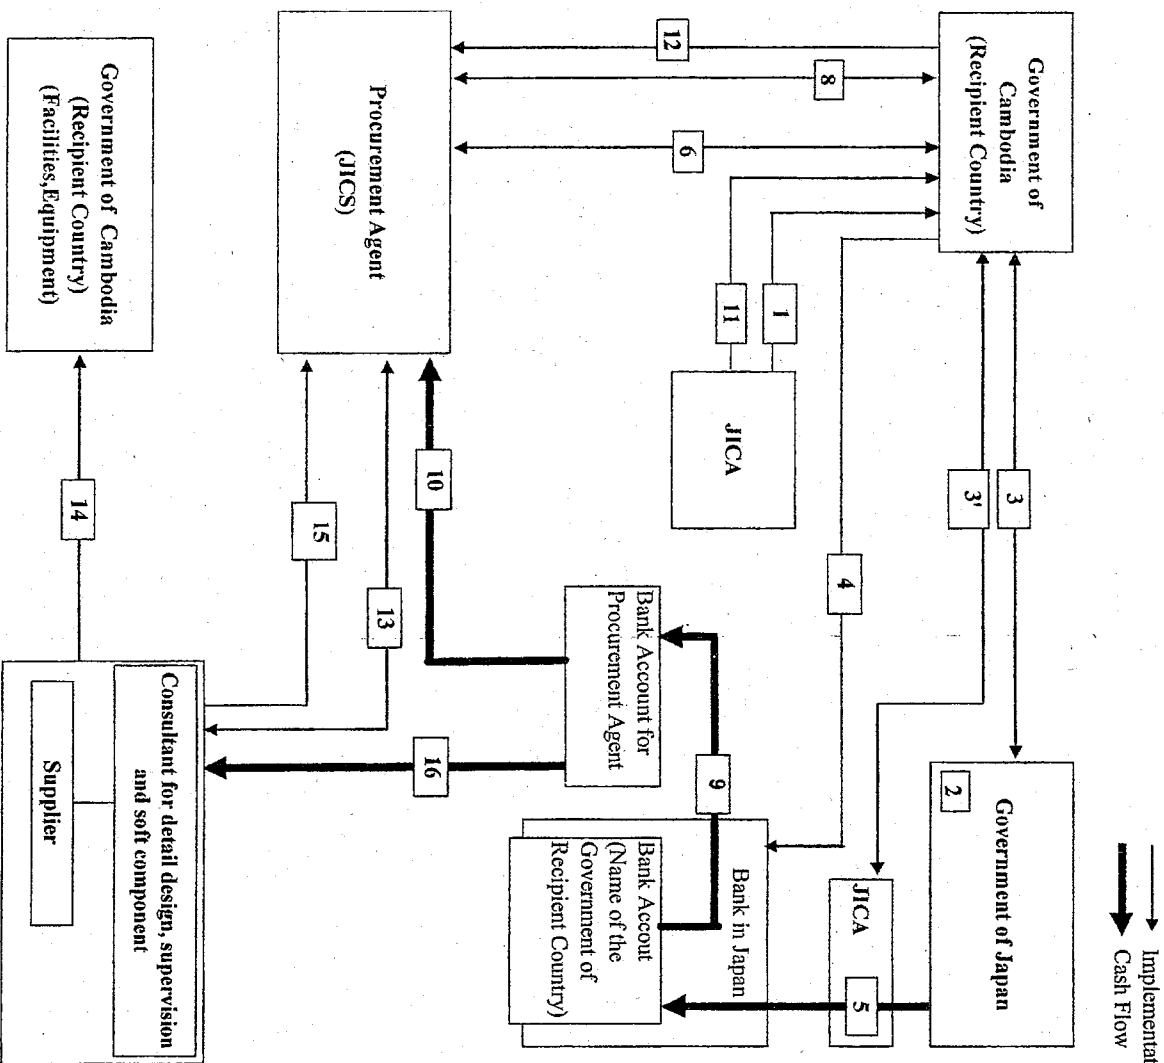 Implementa
Cash Flow
Government of
Cambodia
(Recipient Country)
3
3'
Government of Japan
2
1
11
JICA
4
JICA
5
12
8
6
Procurement Agent
(JICS)
10
Bank Account for
Procurement Agent
9
Bank in Japan
Bank Accout
(Name of the
Government of
Recipient Country)
15
13
16
Government of Cambodia
(Recipient Country)
(Facilities,Equipment)
14
Consultant for detail design, supervision
and soft component
Supplier